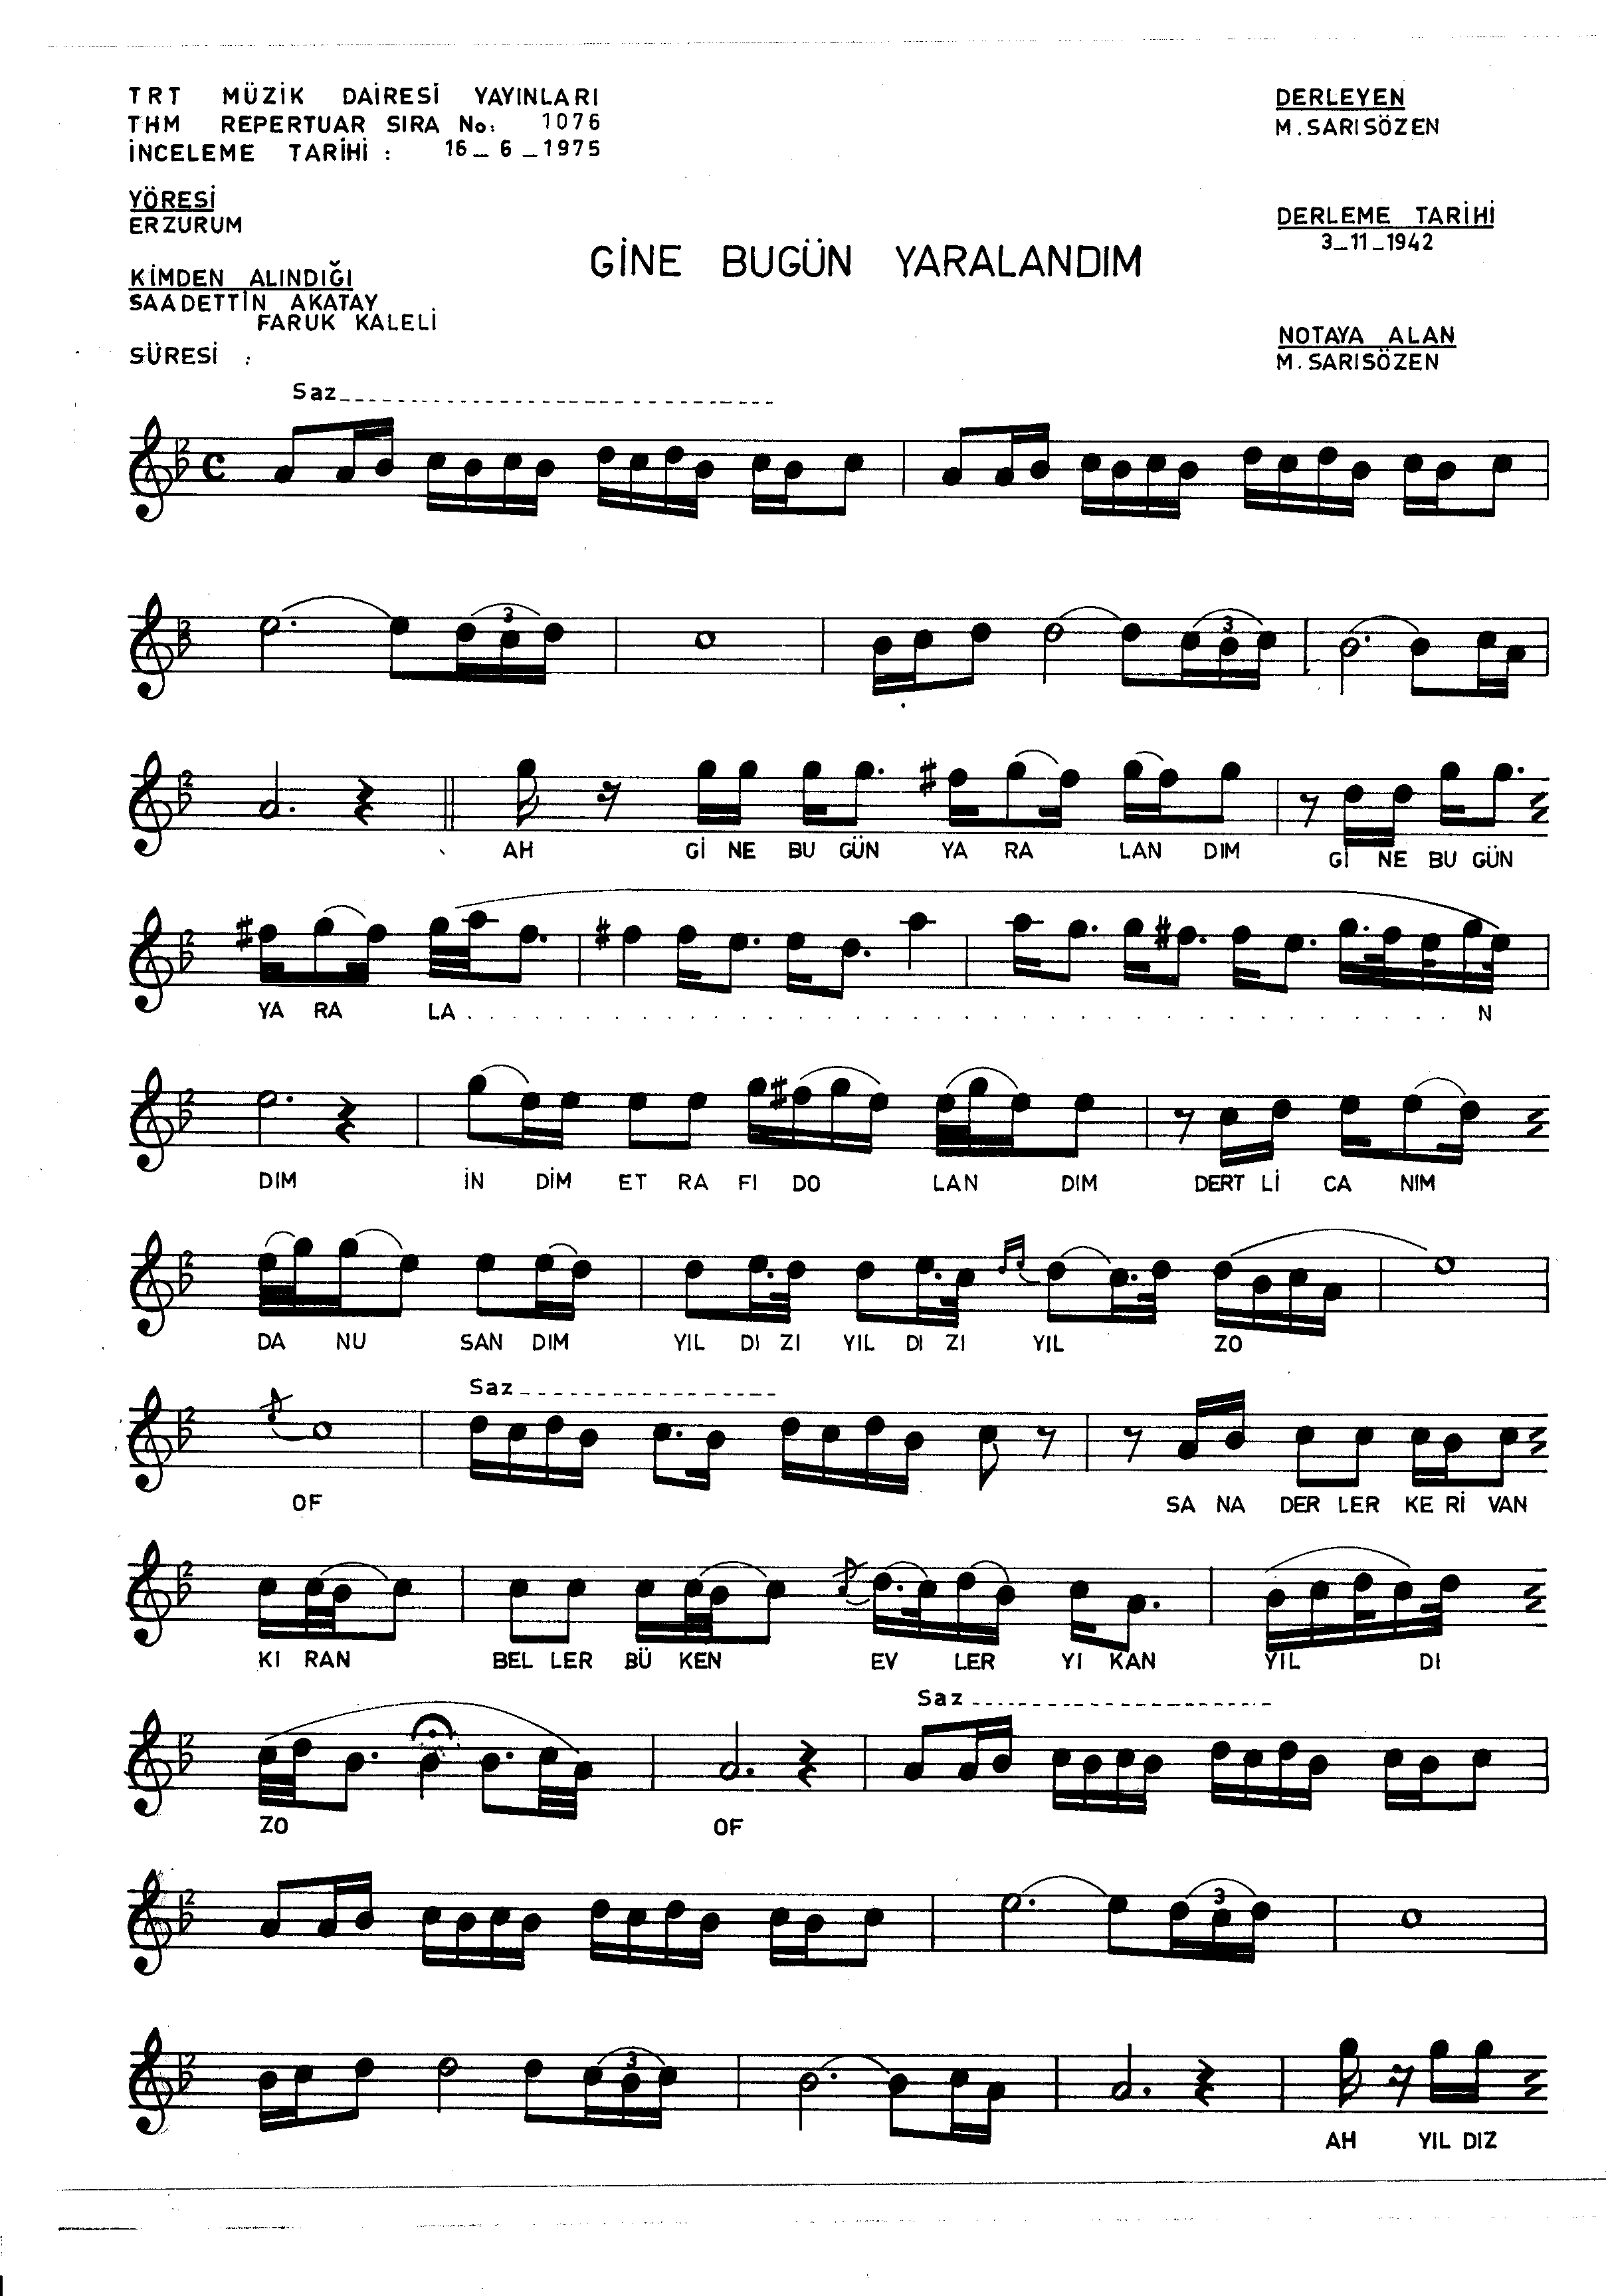 TRT MÜZİK DAİRESİ YAYINLARI
THM REPERTUAR SIRA No: 1076
İNCELEME TARİHİ : 16_6_1975
DERLEYEN
M.SARISÖZEN
YÖRESİ
ERZURUM
DERLEME TARİHİ
3_11_1942
GİNE BUGÜN YARALANDIM
KİMDEN ALINDIĞI
SAADETTİN AKATAY
FARUK KALELİ
NOTAYA ALAN
M.SARISÖZEN
SÜRESİ :
Saz
3 3
AH Gİ NE BU GÜN YA RA LAN DIM Gİ NE BU GÜN
YA RA LA N
DIM İN DİM ET RA FI DO LAN DIM DERT Lİ CA NIM
DA NU SAN DIM YIL DI ZI YIL DI ZI YIL ZO
Saz
OF SA NA DER LER KE Rİ VAN
KI RAN BEL LER BÜ KEN EV LER YI KAN YIL DI
Saz
ZO OF
3
3
AH YIL DIZ